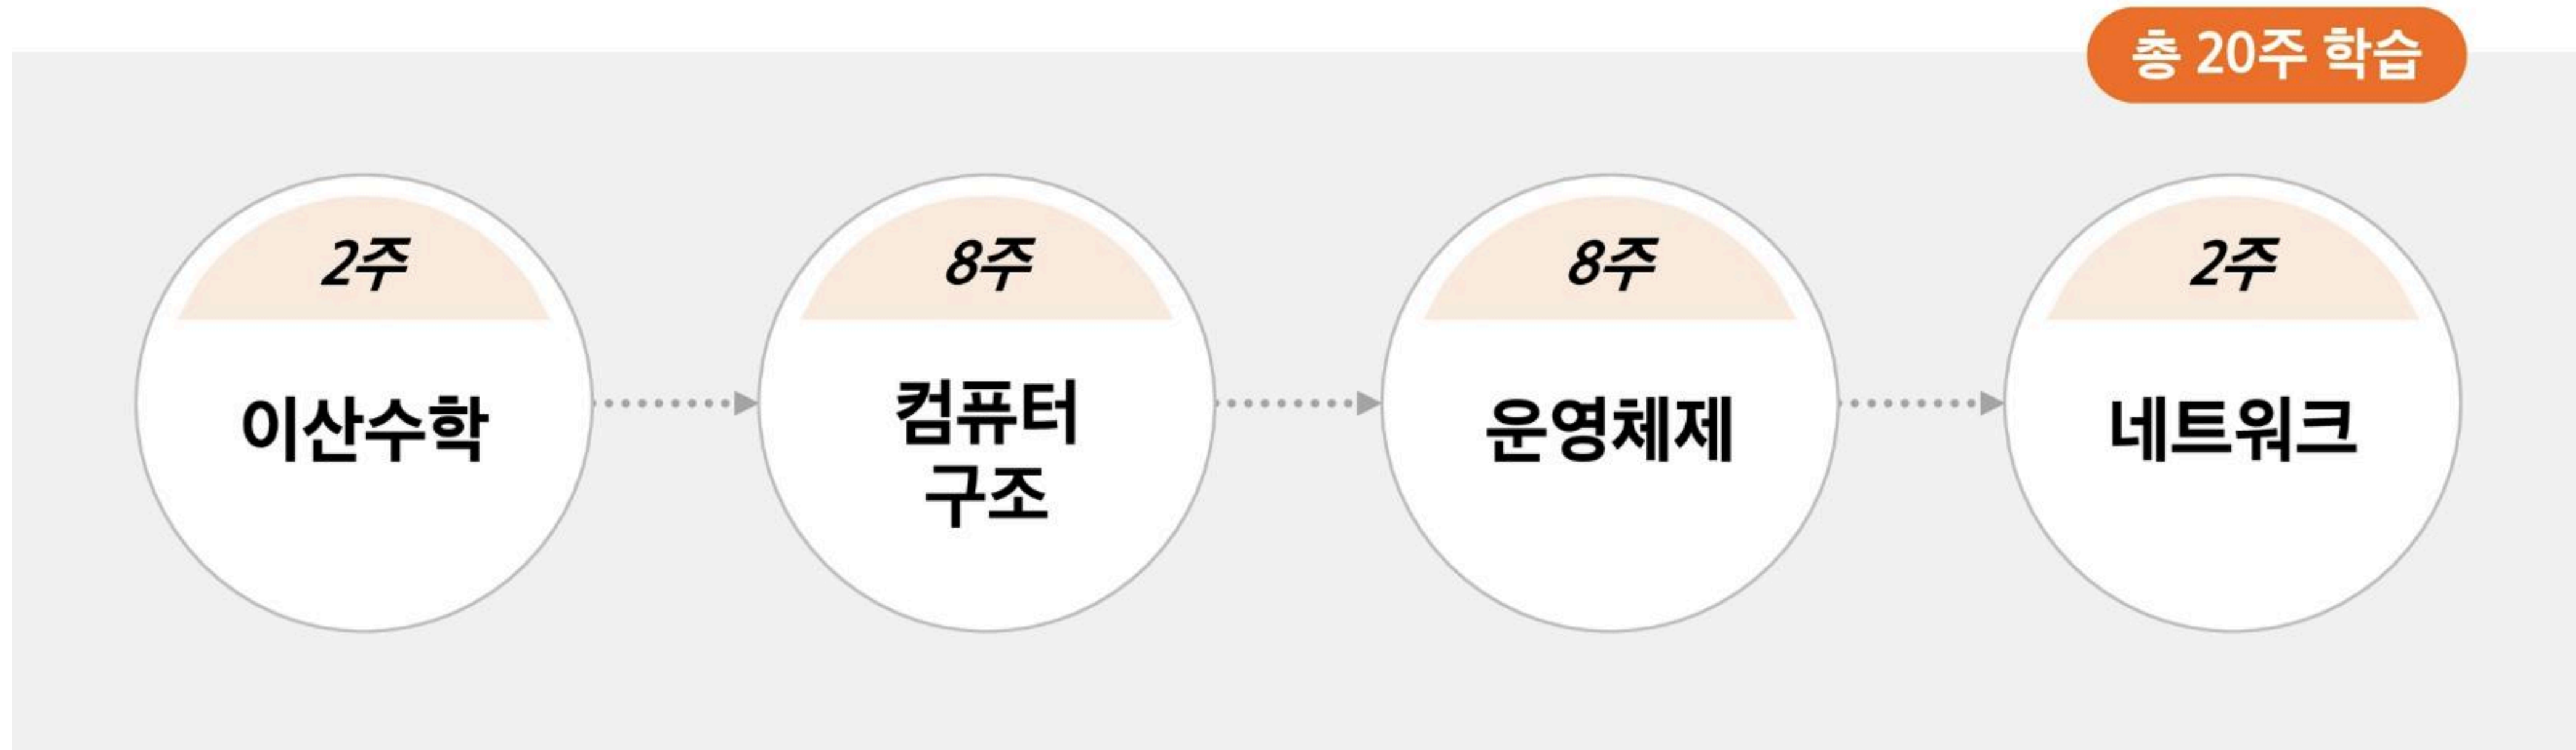 총 20주 학습
2주
이산수학
8주
컴퓨터
구조
8주
운영체제
2주
네트워크